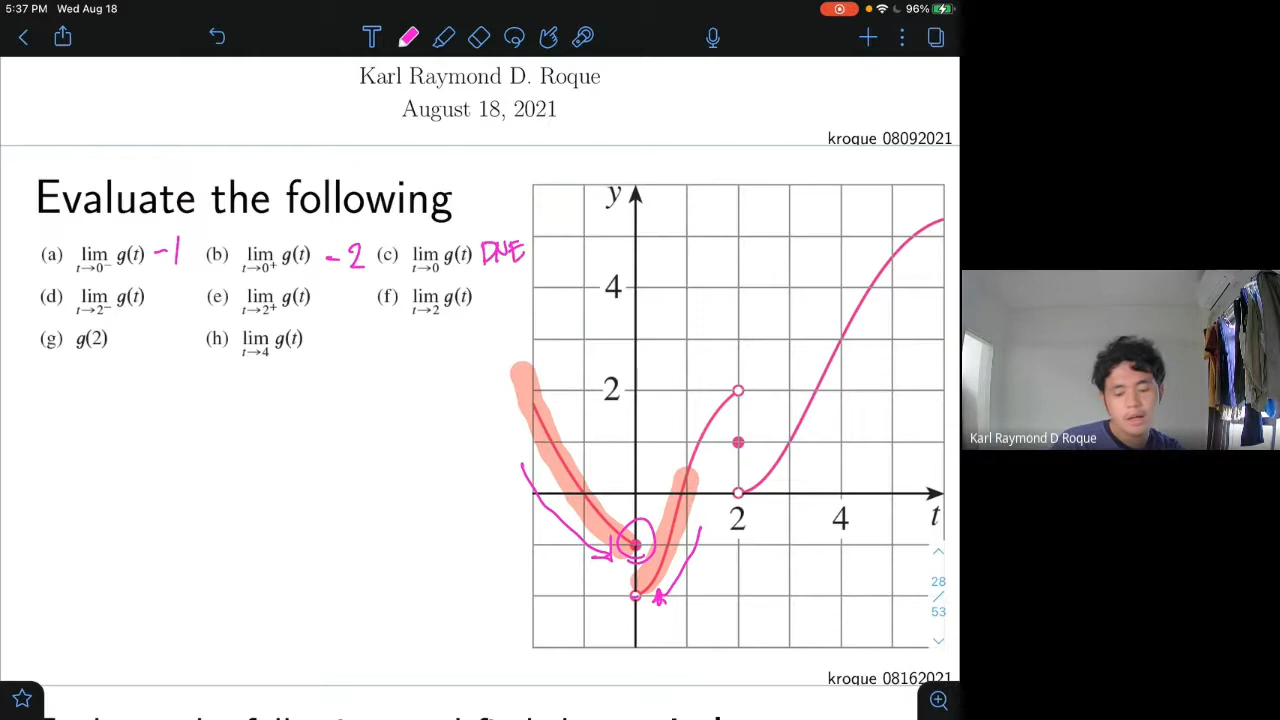 5:37 PM Wed Aug 18
96%
Karl Raymond D. Roque
August 18, 2021
kroque 08092021
Evaluate the following
(a) lim t→0⁻ g(t) -1 (b) lim t→0⁺ g(t) -2 (c) lim t→0 g(t) DNE
(d) lim t→2⁻ g(t) (e) lim t→2⁺ g(t) (f) lim t→2 g(t)
(g) g(2) (h) lim t→4 g(t)
y
4
2
2
4
t
28
/
53
kroque 08162021
Karl Raymond D Roque